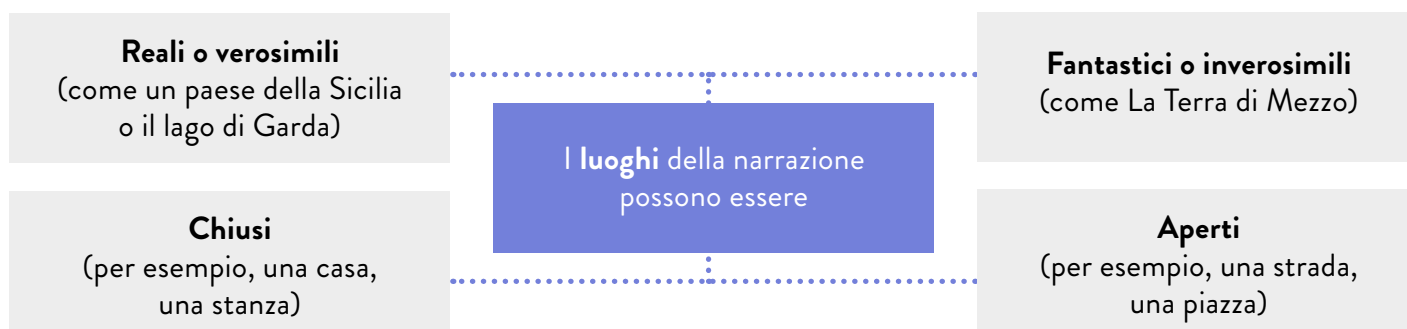 Reali o verosimili
(come un paese della Sicilia
o il lago di Garda)
Fantastici o inverosimili
(come La Terra di Mezzo)
I luoghi della narrazione
possono essere
Chiusi
(per esempio, una casa,
una stanza)
Aperti
(per esempio, una strada,
una piazza)